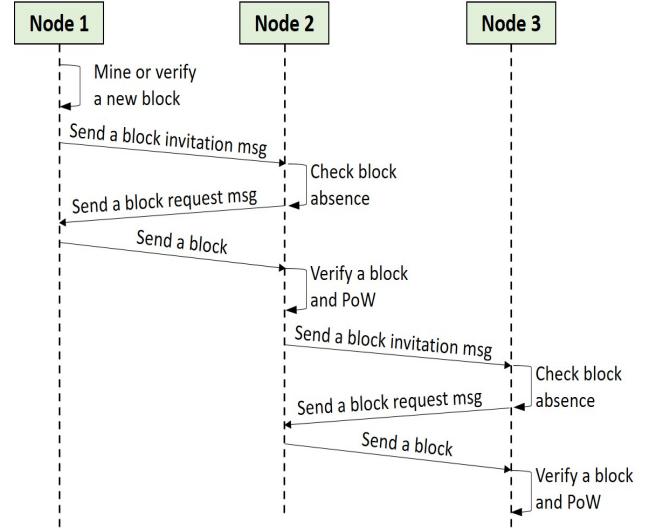 Node 1
Node 2
Node 3
Mine or verify
a new block
Send a block invitation msg
Check block
absence
Send a block request msg
Send a block
Verify a block
and PoW
Send a block invitation msg
Check block
absence
Send a block request msg
Send a block
Verify a block
and PoW